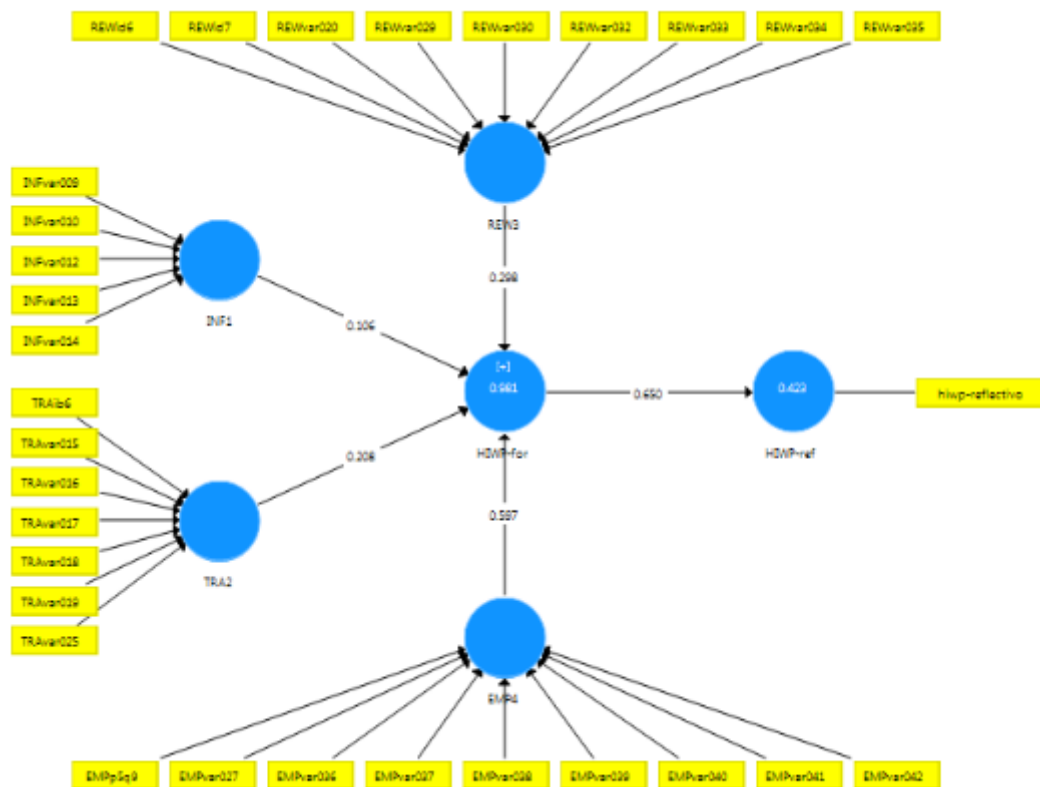 REWid6 REWid7 REWvar020 REWvar029 REWvar030 REWvar032 REWvar033 REWvar034 REWvar035
REW3
0.298
INFvar009
INFvar010
INFvar012
INFvar013
INFvar014
INF1
0.106
TRAib6
TRAvar015
TRAvar016
TRAvar017
TRAvar018
TRAvar019
TRAvar025
TRA2
0.208
[+]
0.981
HIWP-for
0.650
0.423
HIWP-ref
hiwp-reflectivo
0.597
EMP4
EMPp5q9 EMPvar027 EMPvar036 EMPvar037 EMPvar038 EMPvar039 EMPvar040 EMPvar041 EMPvar042